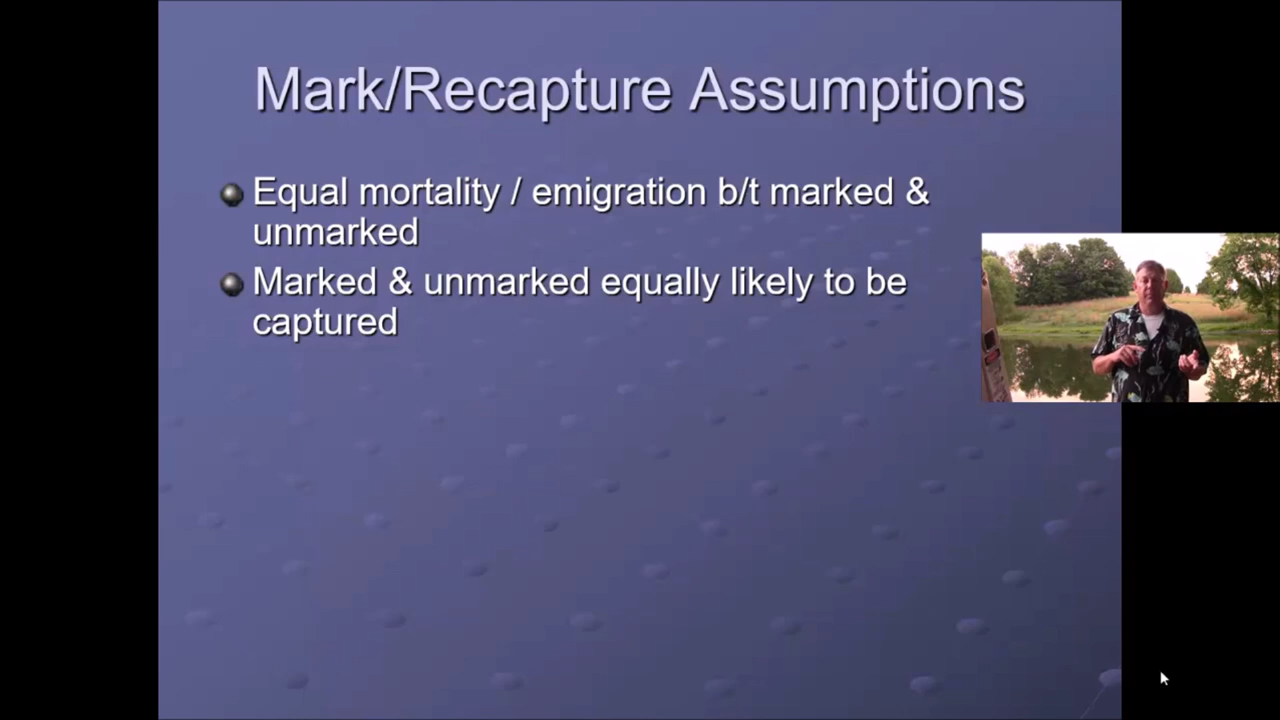 Mark/Recapture Assumptions
Equal mortality / emigration b/t marked &
unmarked
Marked & unmarked equally likely to be
captured